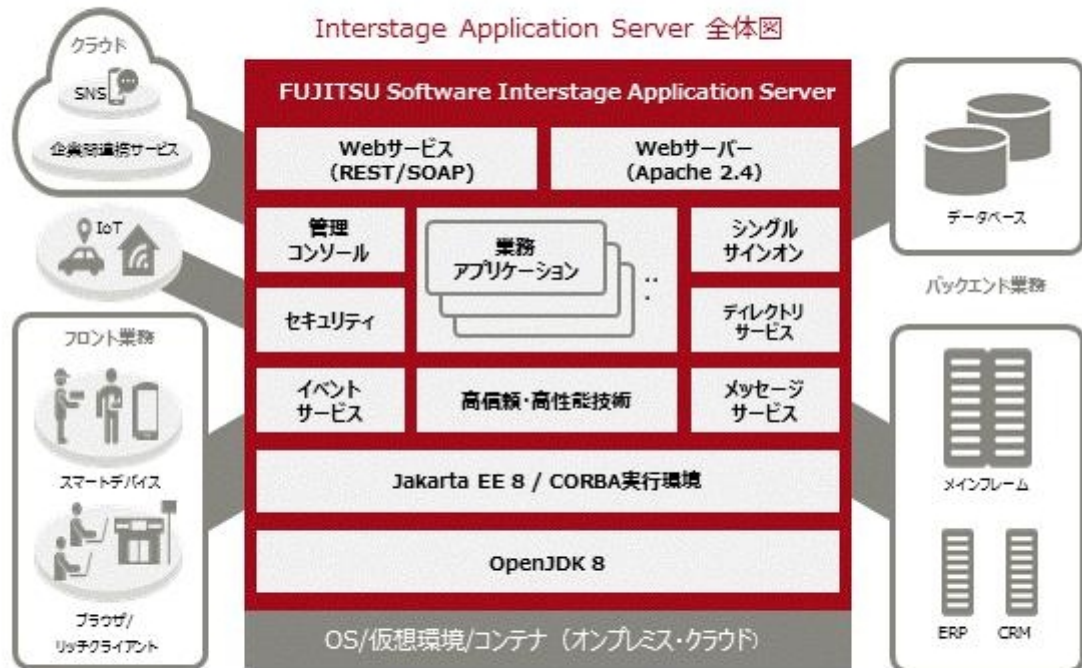 Interstage Application Server 全体図
クラウド
SNS
企業間連携サービス
IoT
フロント業務
スマートデバイス
ブラウザ/
リッチクライアント
FUJITSU Software Interstage Application Server
Webサービス
(REST/SOAP)
Webサーバー
(Apache 2.4)
管理
コンソール
業務
アプリケーション
‥
・
シングル
サインオン
セキュリティ
ディレクトリ
サービス
イベント
サービス
高信頼・高性能技術
メッセージ
サービス
Jakarta EE 8 / CORBA実行環境
OpenJDK 8
OS/仮想環境/コンテナ（オンプレミス・クラウド）
データベース
バックエンド業務
メインフレーム
ERP
CRM